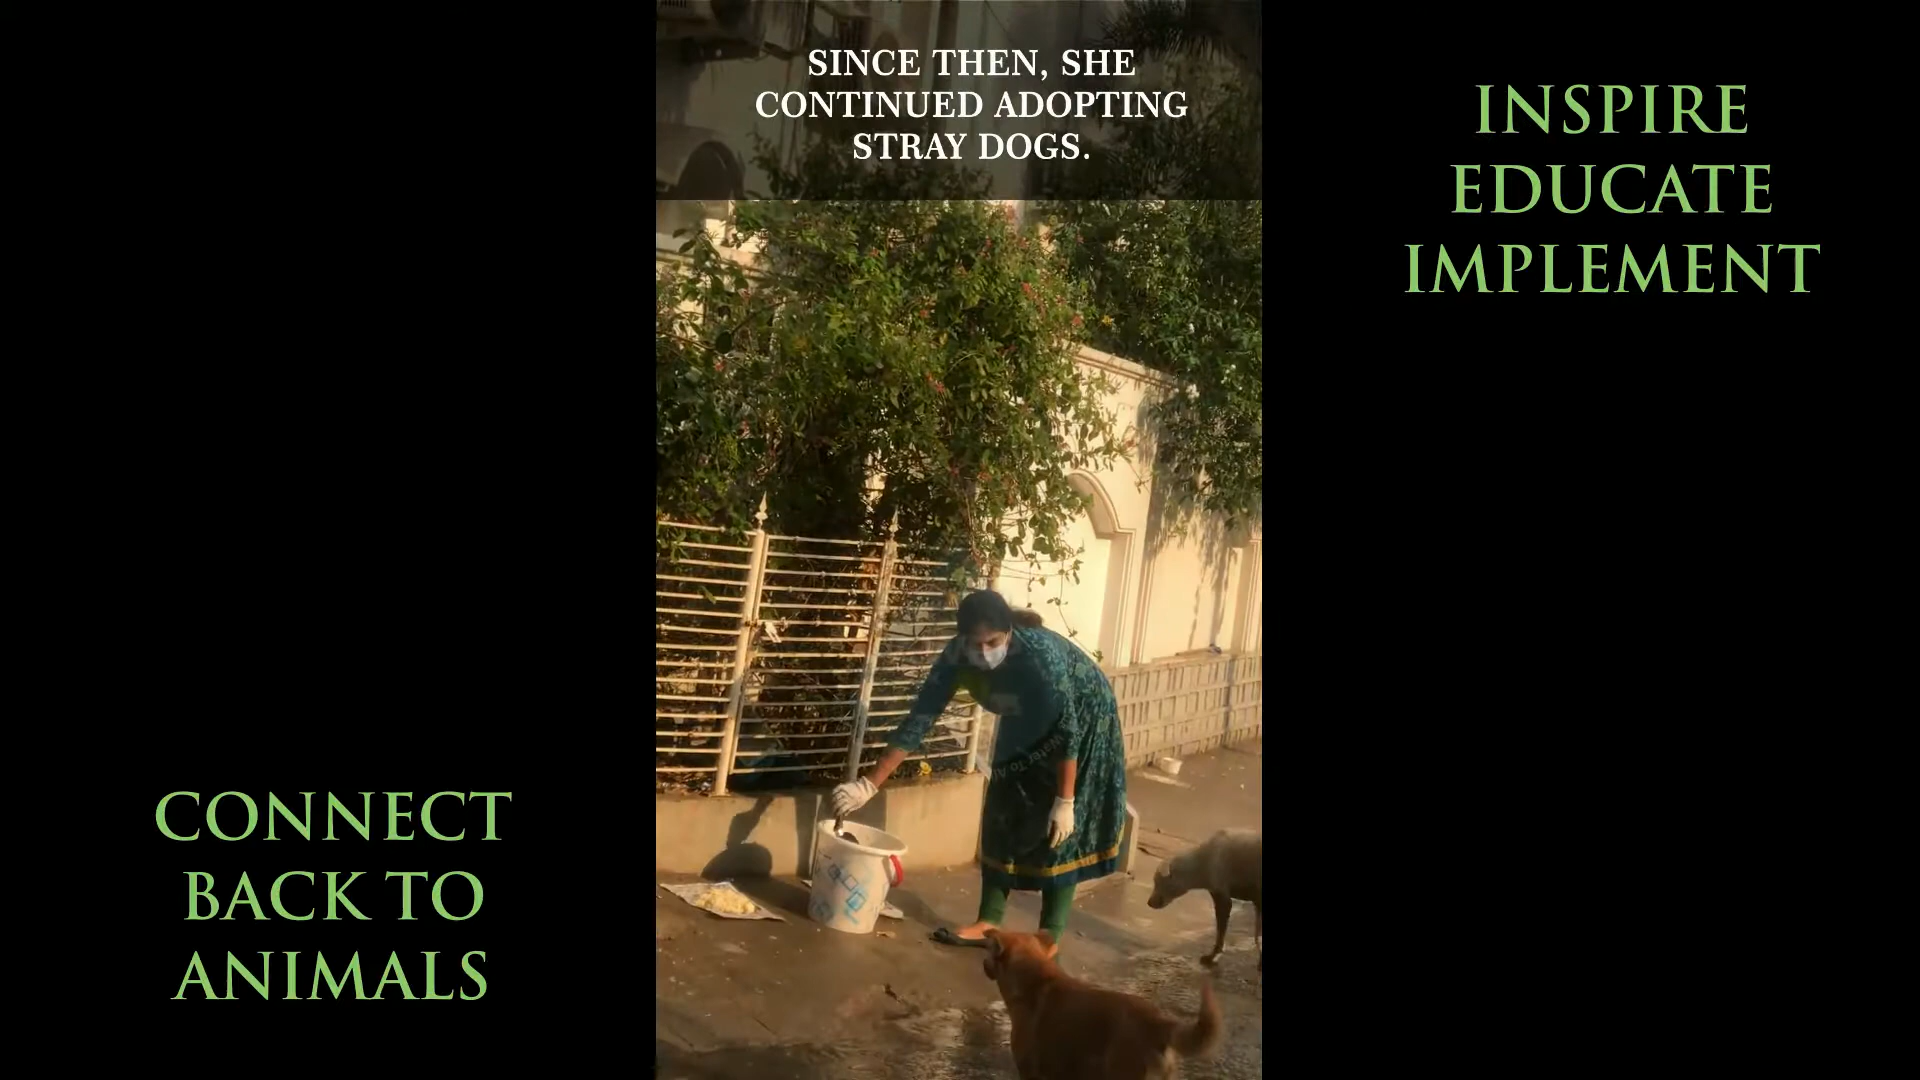 SINCE THEN, SHE
CONTINUED ADOPTING
STRAY DOGS.
INSPIRE
EDUCATE
IMPLEMENT
CONNECT
BACK TO
ANIMALS